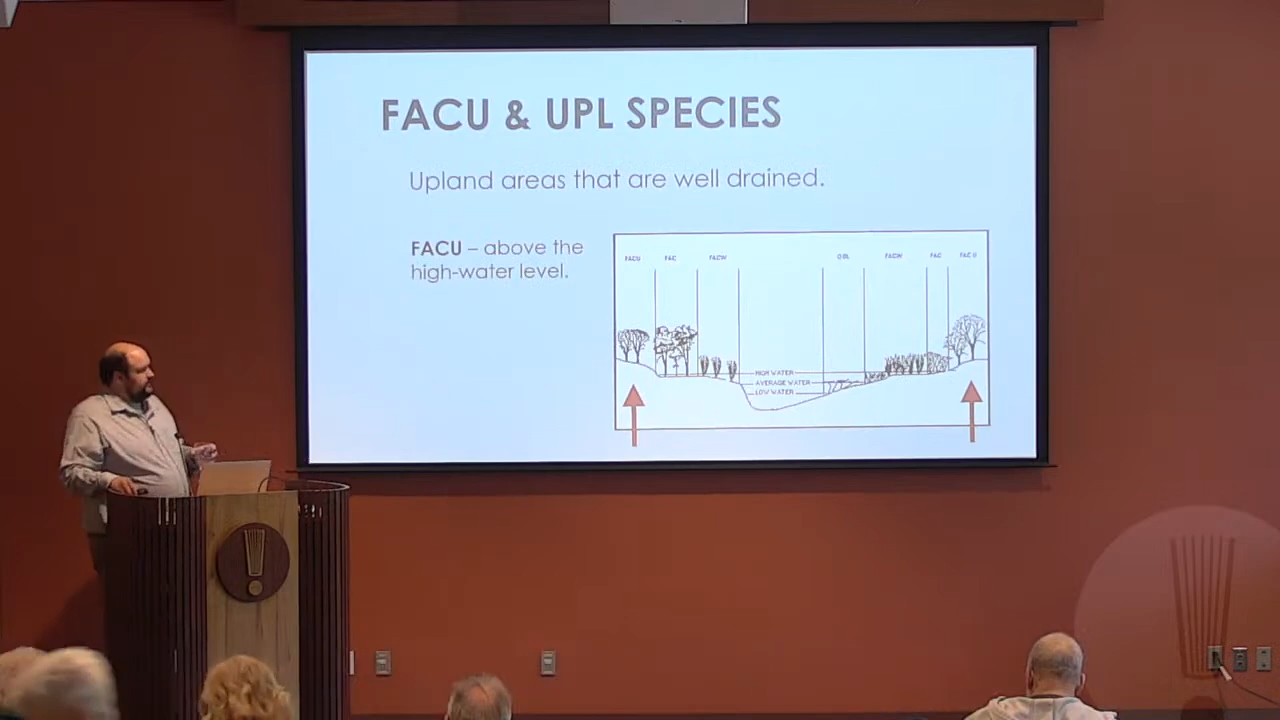 FACU & UPL SPECIES
Upland areas that are well drained.
FACU – above the
high-water level.
FACU FAC FACW OBL FACW FAC FAC U
HIGH WATER
AVERAGE WATER
LOW WATER